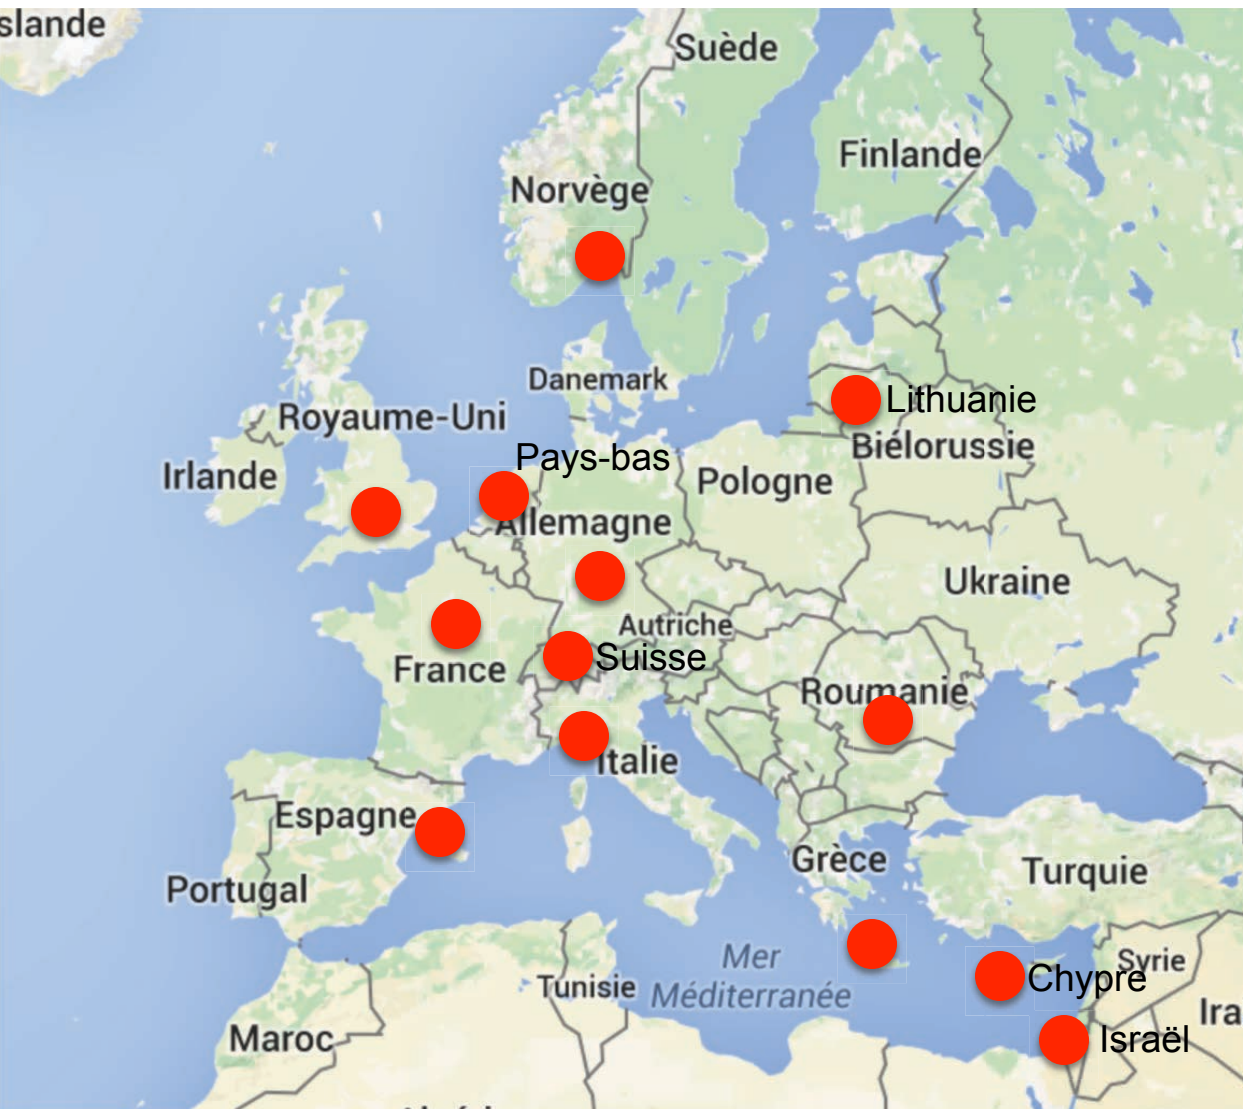 slande
Suède
Finlande
Norvège
Danemark
Lithuanie
Royaume-Uni
Biélorussie
Pays-bas
Irlande
Pologne
Allemagne
Ukraine
Autriche
Suisse
France
Roumanie
Italie
Espagne
Grèce
Turquie
Portugal
Mer
Méditerranée
Syrie
Chypre
Tunisie
Ira
Maroc
Israël